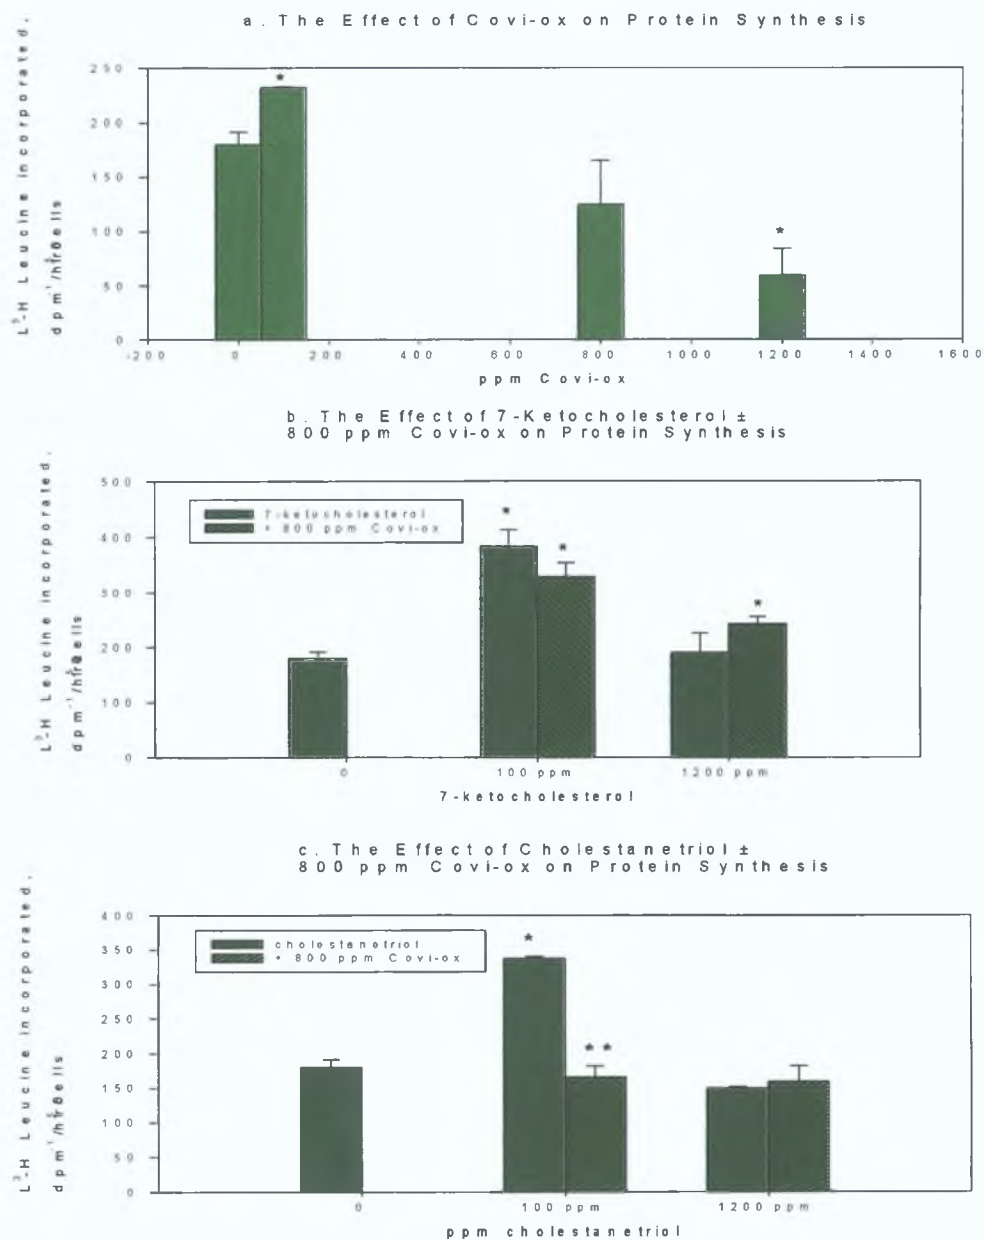 a. The Effect of Covi-ox on Protein Synthesis
L³-H Leucine incorporated.
250
200
150
100
50
0
*
*
-200 0 200 400 600 800 1000 1200 1400 1600
ppm Covi-ox
b. The Effect of 7-Ketocholesterol ±
800 ppm Covi-ox on Protein Synthesis
L³-H Leucine incorporated.
500
400
300
200
100
0
7-ketocholesterol
+ 800 ppm Covi-ox
*
*
*
0 100 ppm 1200 ppm
7-ketocholesterol
c. The Effect of Cholestanetriol ±
800 ppm Covi-ox on Protein Synthesis
L³-H Leucine incorporated.
400
350
300
250
200
150
100
50
0
cholestanetriol
+ 800 ppm Covi-ox
*
**
0 100 ppm 1200 ppm
ppm cholestanetriol